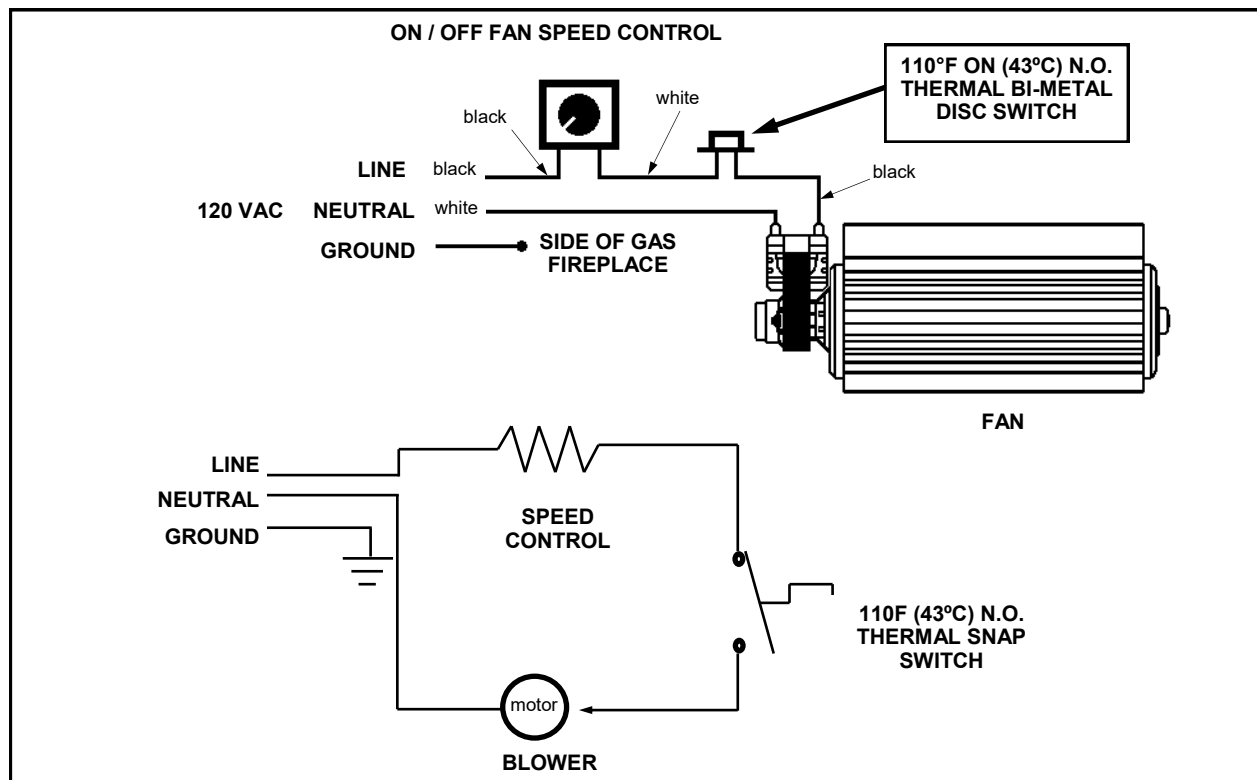 ON / OFF FAN SPEED CONTROL
110°F ON (43ºC) N.O.
THERMAL BI-METAL
DISC SWITCH
white
black
LINE black
black
120 VAC NEUTRAL white
GROUND
SIDE OF GAS
FIREPLACE
FAN
LINE
NEUTRAL
GROUND
SPEED
CONTROL
110F (43ºC) N.O.
THERMAL SNAP
SWITCH
motor
BLOWER